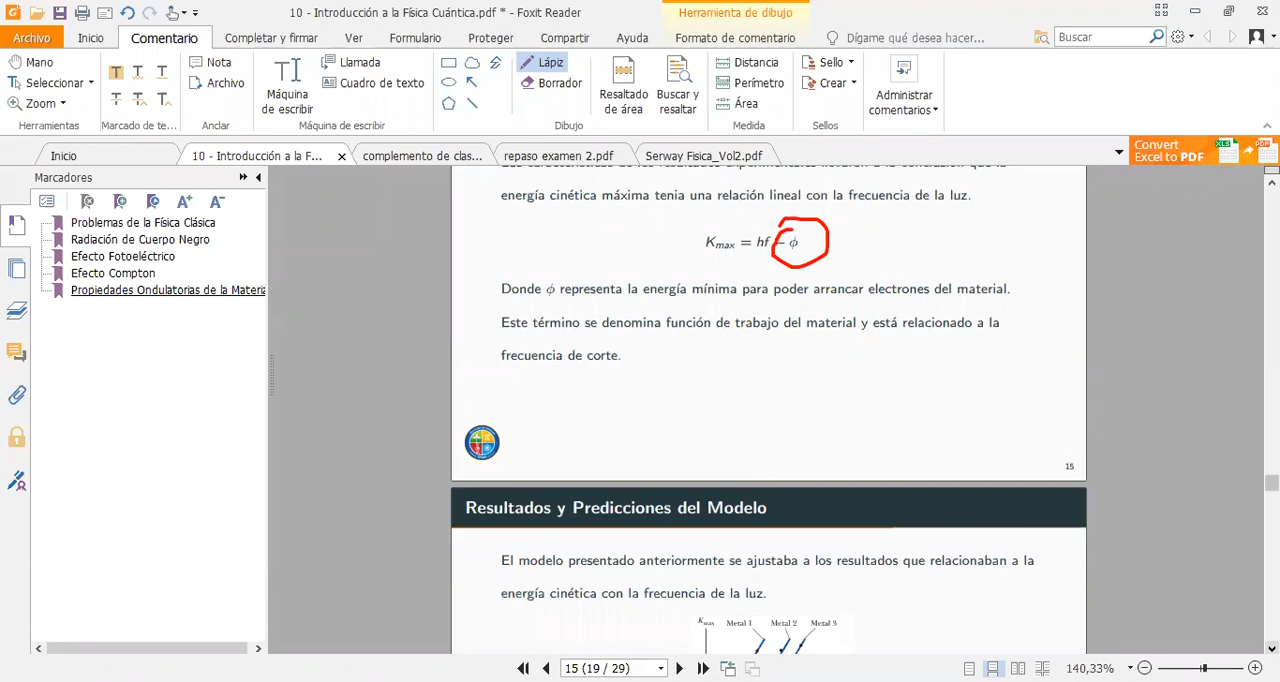 10 - Introducción a la Física Cuántica.pdf * - Foxit Reader
Herramienta de dibujo
Archivo Inicio Comentario Completar y firmar Ver Formulario Proteger Compartir Ayuda Formato de comentario Dígame qué desea hacer... Buscar
Mano
Seleccionar
Zoom
Herramientas
Marcado de te...
Nota
Archivo
Andar
Máquina de escribir
Llamada
Cuadro de texto
Máquina de escribir
Lápiz
Borrador
Dibujo
Resaltado de área
Buscar y resaltar
Distancia
Perímetro
Área
Medida
Sello
Crear
Sellos
Administrar comentarios
Inicio 10 - Introducción a la F... complemento de clas... repaso examen 2.pdf Serway Fisica_Vol2.pdf
Convert
Excel to PDF
XLS PDF
Marcadores
Problemas de la Física Clásica
Radiación de Cuerpo Negro
Efecto Fotoeléctrico
Efecto Compton
Propiedades Ondulatorias de la Materia
energía cinética máxima tenia una relación lineal con la frecuencia de la luz.
K_max = hf − ϕ
Donde ϕ representa la energía mínima para poder arrancar electrones del material.
Este término se denomina función de trabajo del material y está relacionado a la
frecuencia de corte.
15
Resultados y Predicciones del Modelo
El modelo presentado anteriormente se ajustaba a los resultados que relacionaban a la
energía cinética con la frecuencia de la luz.
K_max Metal 1 Metal 2 Metal 3
15 (19 / 29)
140,33%